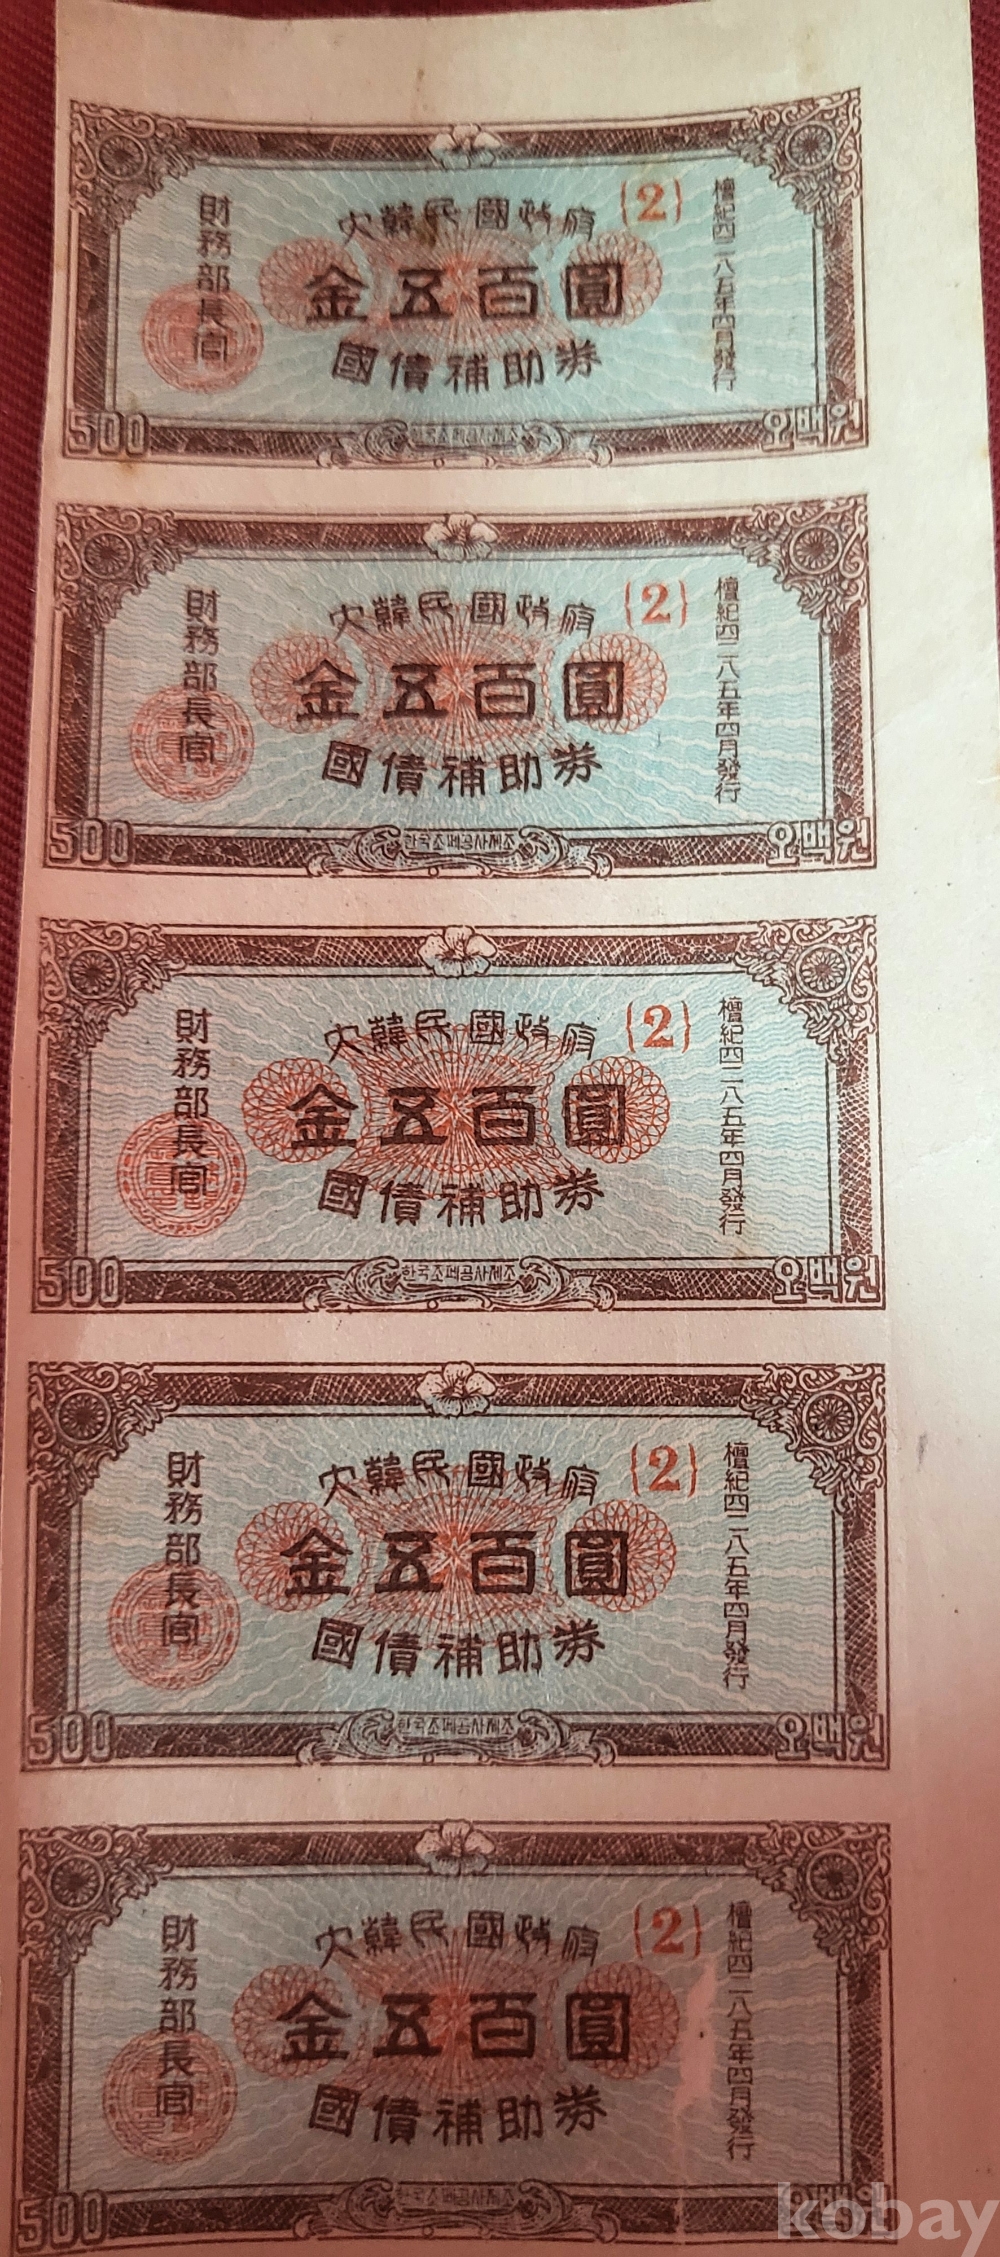 大韓民國政府
{2}
金五百圓
國債補助券
財務部長官
檀紀四二八五年四月發行
500
한국조폐공사제조
오백원
大韓民國政府
{2}
金五百圓
國債補助券
財務部長官
檀紀四二八五年四月發行
500
한국조폐공사제조
오백원
大韓民國政府
{2}
金五百圓
國債補助券
財務部長官
檀紀四二八五年四月發行
500
한국조폐공사제조
오백원
大韓民國政府
{2}
金五百圓
國債補助券
財務部長官
檀紀四二八五年四月發行
500
한국조폐공사제조
오백원
大韓民國政府
{2}
金五百圓
國債補助券
財務部長官
檀紀四二八五年四月發行
500
한국조폐공사제조
오백원
kobay